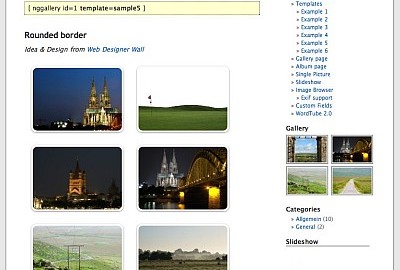 [ nggallery id=1 template=sample5 ]
Rounded border
Idea & Design from Web Designer Wall
» Templates
» Example 1
» Example 2
» Example 3
» Example 4
» Example 5
» Example 6
» Gallery page
» Album page
» Single Picture
» Slideshow
» Image Browser
» Exif support
» Custom Fields
» WordTube 2.0
Gallery
Categories
» Allgemein (10)
» General (2)
Slideshow